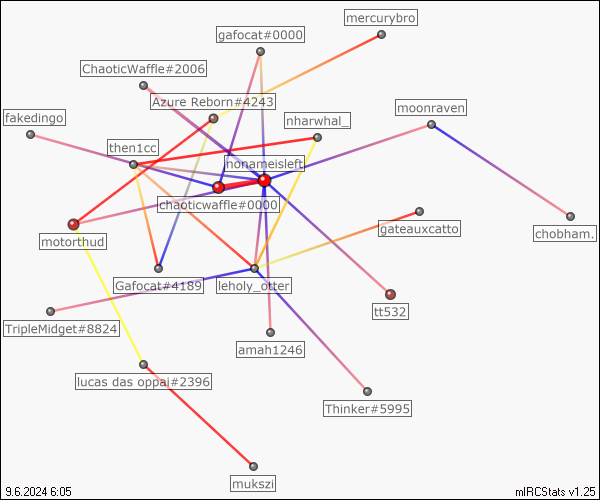 mercurybro
gafocat#0000
ChaoticWaffle#2006
Azure Reborn#4243
moonraven
fakedingo
nharwhal_
then1cc
nonameisleft
chaoticwaffle#0000
gateauxcatto
chobham.
motorthud
Gafocat#4189
leholy_otter
tt532
TripleMidget#8824
amah1246
lucas das oppai#2396
Thinker#5995
mukszi
9.6.2024 6:05
mIRCStats v1.25